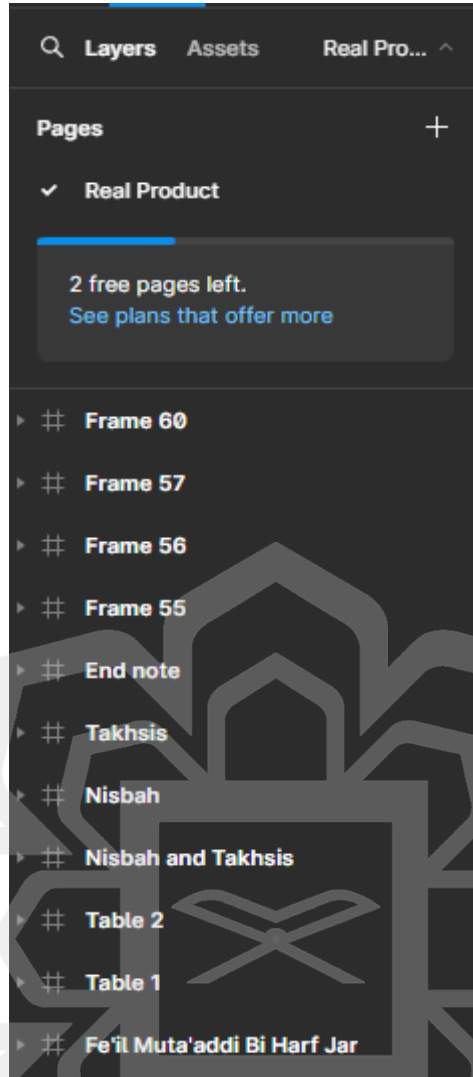 Layers Assets Real Pro...
Pages
Real Product
2 free pages left.
See plans that offer more
Frame 60
Frame 57
Frame 56
Frame 55
End note
Takhsis
Nisbah
Nisbah and Takhsis
Table 2
Table 1
Fe'il Muta'addi Bi Harf Jar